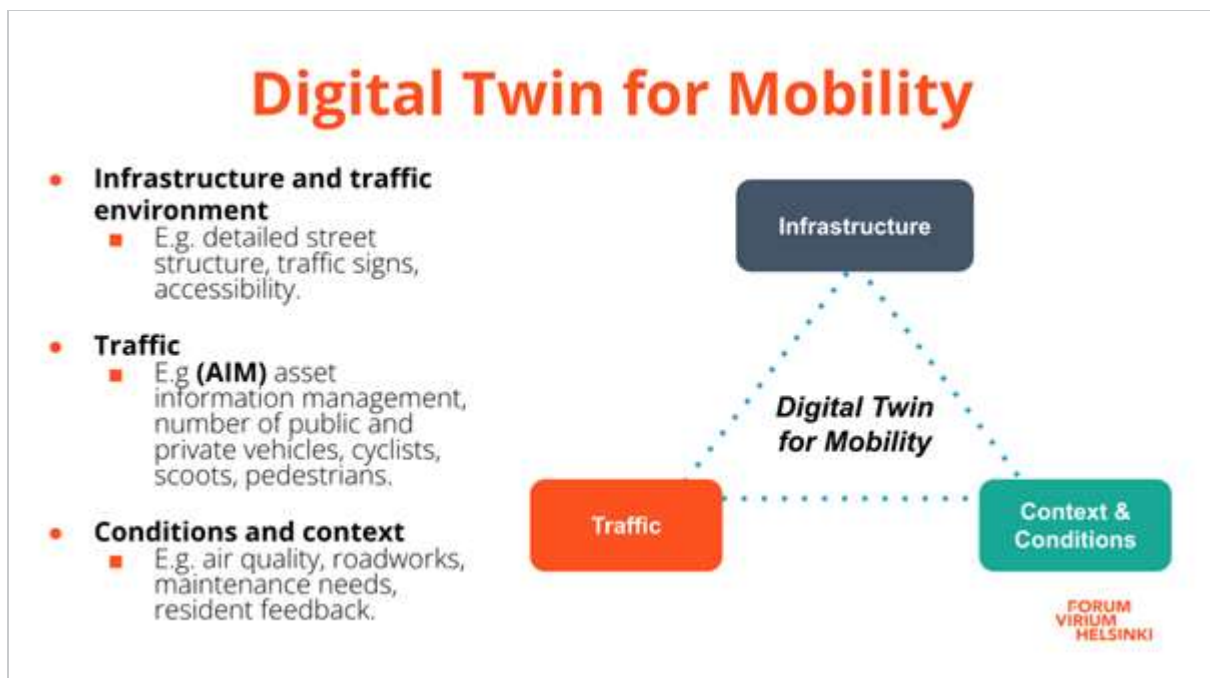 Digital Twin for Mobility
• Infrastructure and traffic
environment
▪ E.g. detailed street
structure, traffic signs,
accessibility.
• Traffic
▪ E.g (AIM) asset
information management,
number of public and
private vehicles, cyclists,
scoots, pedestrians.
• Conditions and context
▪ E.g. air quality, roadworks,
maintenance needs,
resident feedback.
Infrastructure
Digital Twin
for Mobility
Traffic
Context &
Conditions
FORUM
VIRIUM
HELSINKI